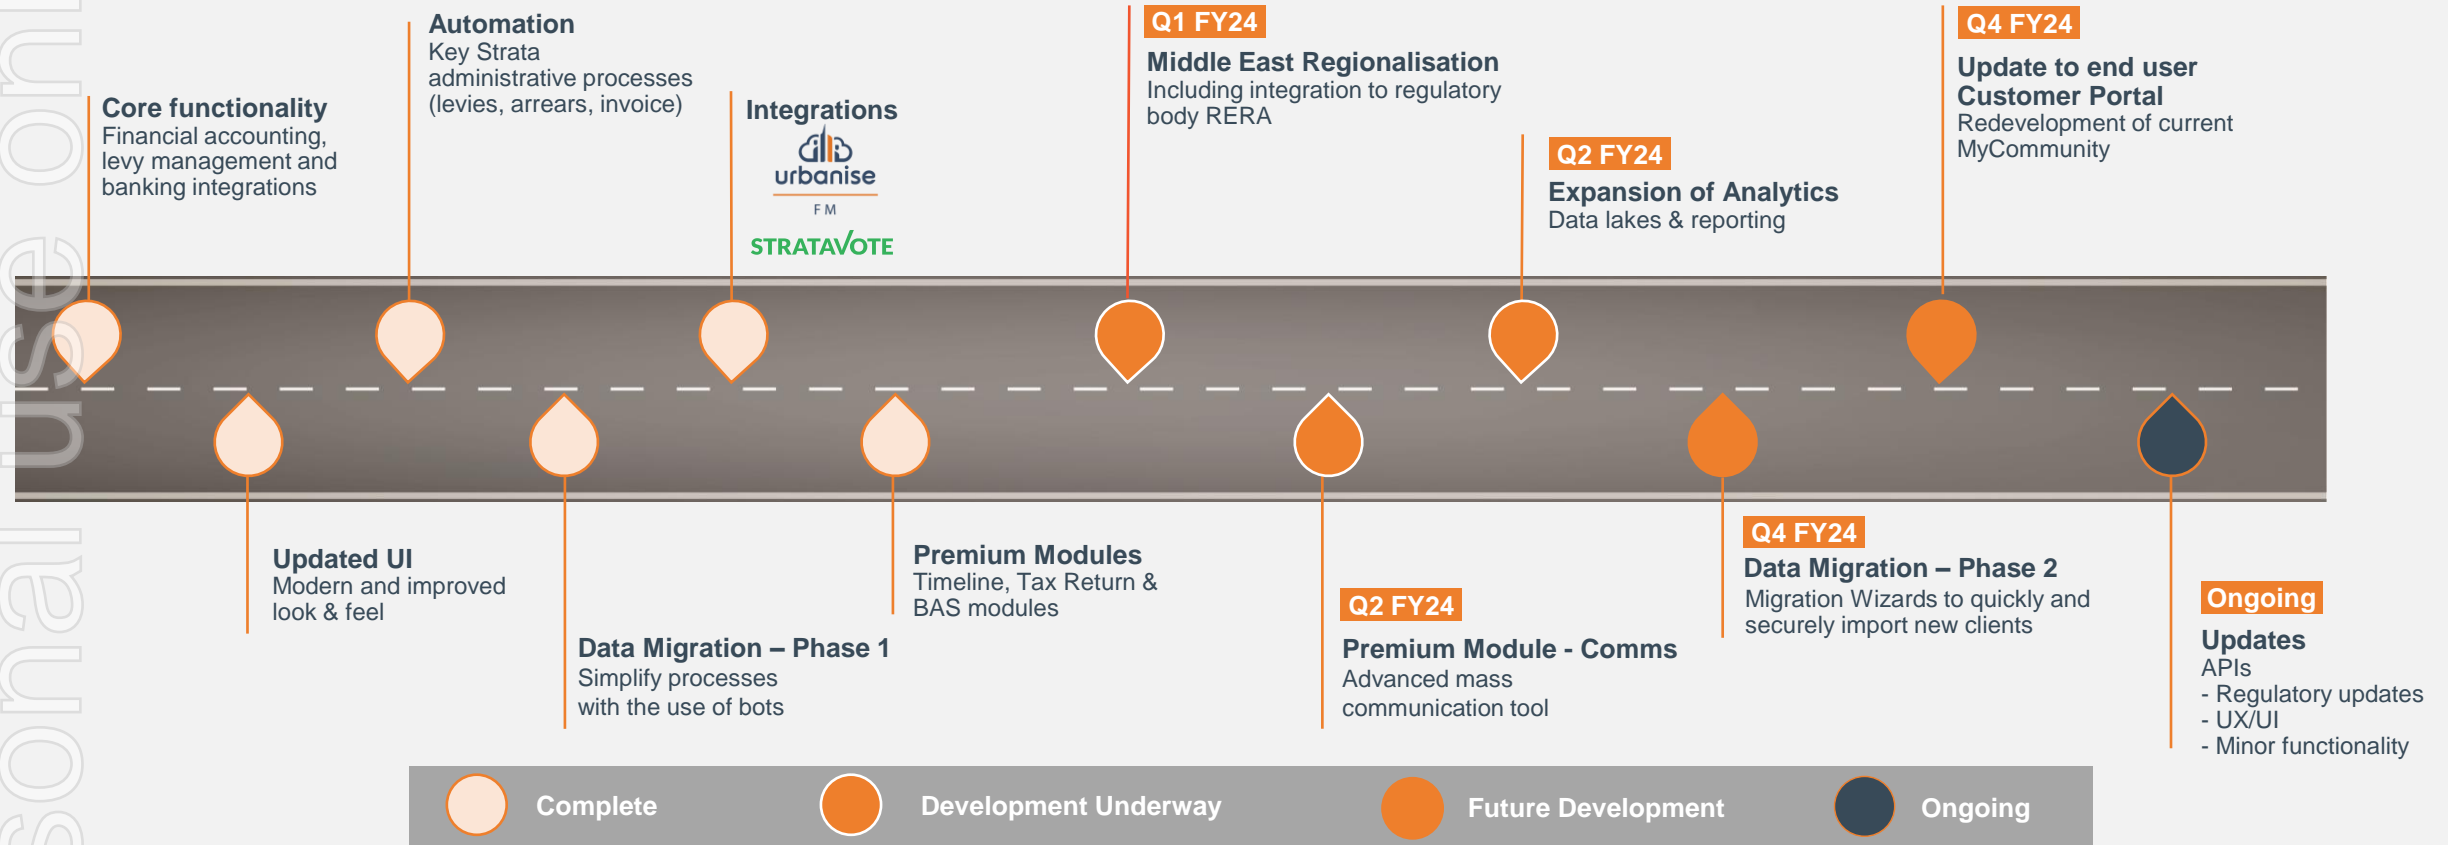 Core functionality
Financial accounting,
levy management and
banking integrations
Updated UI
Modern and improved
look & feel
Automation
Key Strata
administrative processes
(levies, arrears, invoice)
Data Migration – Phase 1
Simplify processes
with the use of bots
Integrations
urbanise
FM
STRATAVOTE
Premium Modules
Timeline, Tax Return &
BAS modules
Q1 FY24
Middle East Regionalisation
Including integration to regulatory
body RERA
Q2 FY24
Premium Module - Comms
Advanced mass
communication tool
Q2 FY24
Expansion of Analytics
Data lakes & reporting
Q4 FY24
Data Migration – Phase 2
Migration Wizards to quickly and
securely import new clients
Q4 FY24
Update to end user
Customer Portal
Redevelopment of current
MyCommunity
Ongoing
Updates
APIs
- Regulatory updates
- UX/UI
- Minor functionality
Complete
Development Underway
Future Development
Ongoing
sonal use onl